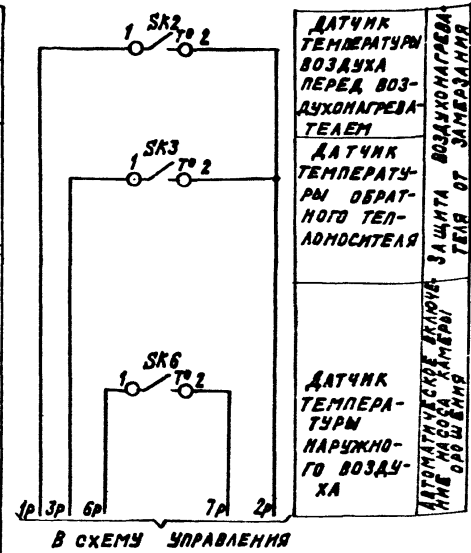 SK2
1 T° 2
SK3
1 T° 2
SK6
1 T° 2
1р 3р 6р 7р 2р
В СХЕМУ УПРАВЛЕНИЯ
ДАТЧИК
ТЕМПЕРАТУРЫ
ВОЗДУХА
ПЕРЕД ВОЗ-
ДУХОНАГРЕВА-
ТЕЛЕМ
ДАТЧИК
ТЕМПЕРАТУ-
РЫ ОБРАТ-
НОГО ТЕП-
ЛОНОСИТЕЛЯ
ДАТЧИК
ТЕМПЕРА-
ТУРЫ
НАРУЖНО-
ГО ВОЗДУ-
ХА
ЗАЩИТА ВОЗДУХОНАГРЕВА-
ТЕЛЯ ОТ ЗАМЕРЗАНИЯ
АВТОМАТИЧЕСКОЕ ВКЛЮЧЕ-
НИЕ НАСОСА КАМЕРЫ
ОРОШЕНИЯ